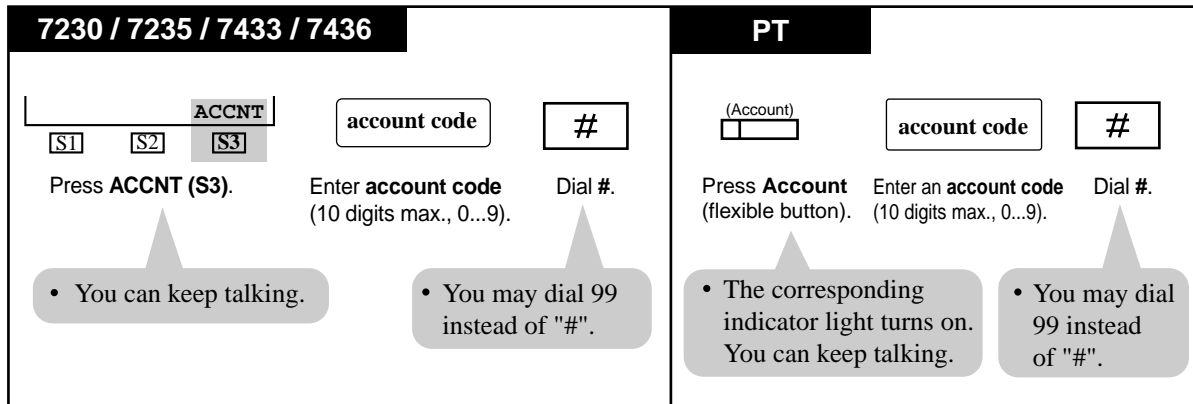 7230 / 7235 / 7433 / 7436
ACCNT
S1 S2 S3
account code
#
Press ACCNT (S3).
Enter account code
(10 digits max., 0...9).
Dial #.
• You can keep talking.
• You may dial 99
instead of "#".
PT
(Account)
account code
#
Press Account
(flexible button).
Enter an account code
(10 digits max., 0...9).
Dial #.
• The corresponding
indicator light turns on.
You can keep talking.
• You may dial
99 instead
of "#".